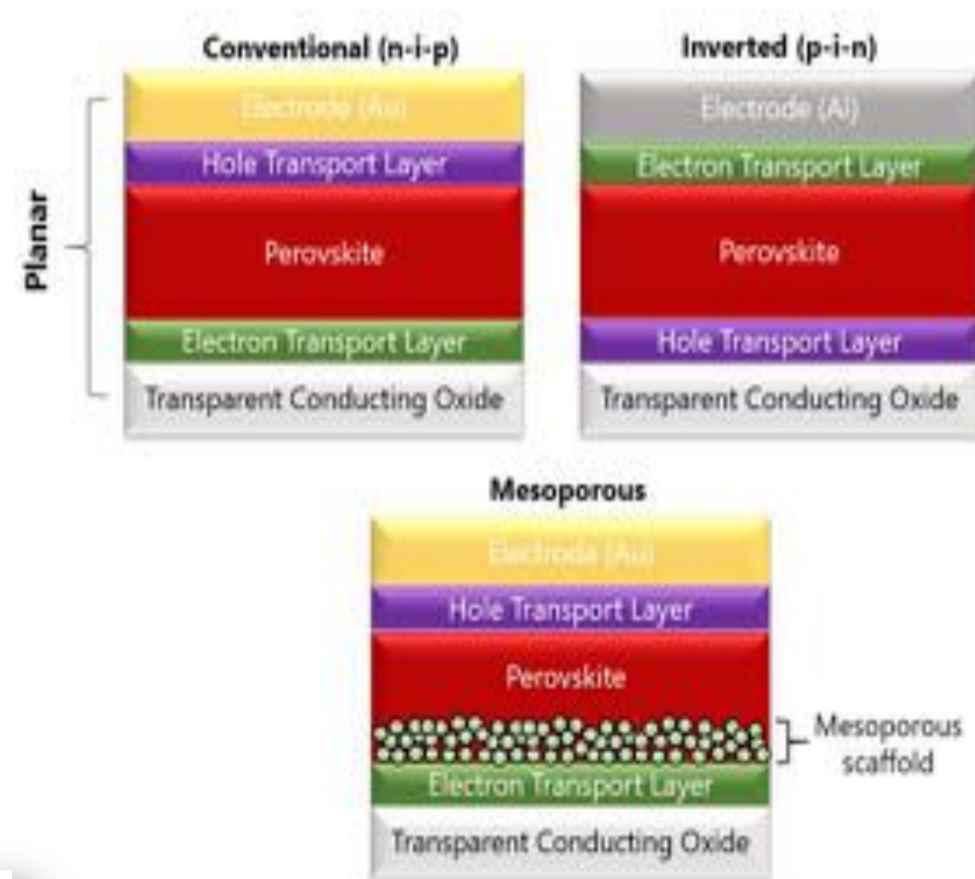 Conventional (n-i-p)
Inverted (p-i-n)
Planar
Electrode (Au)
Hole Transport Layer
Perovskite
Electron Transport Layer
Transparent Conducting Oxide
Electrode (Al)
Electron Transport Layer
Perovskite
Hole Transport Layer
Transparent Conducting Oxide
Mesoporous
Electrode (Au)
Hole Transport Layer
Perovskite
Mesoporous
scaffold
Electron Transport Layer
Transparent Conducting Oxide